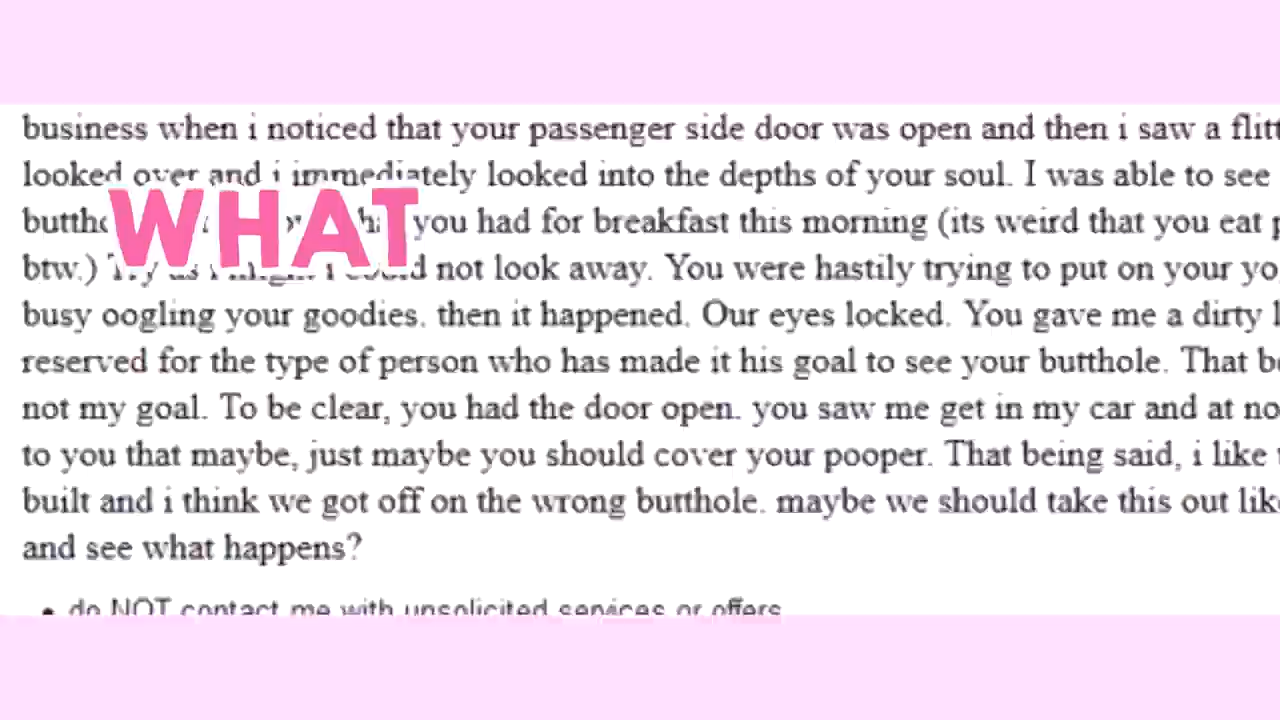 business when i noticed that your passenger side door was open and then i saw a
looked over and i immediately looked into the depths of your soul. I was able to see
WHAT
you had for breakfast this morning (its weird that you eat
btw.) not look away. You were hastily trying to put on your
busy oogling your goodies. then it happened. Our eyes locked. You gave me a dirty
reserved for the type of person who has made it his goal to see your butthole. That
not my goal. To be clear, you had the door open. you saw me get in my car and at no
to you that maybe, just maybe you should cover your pooper. That being said, i like
built and i think we got off on the wrong butthole. maybe we should take this out
and see what happens?
• do NOT contact me with unsolicited services or offers